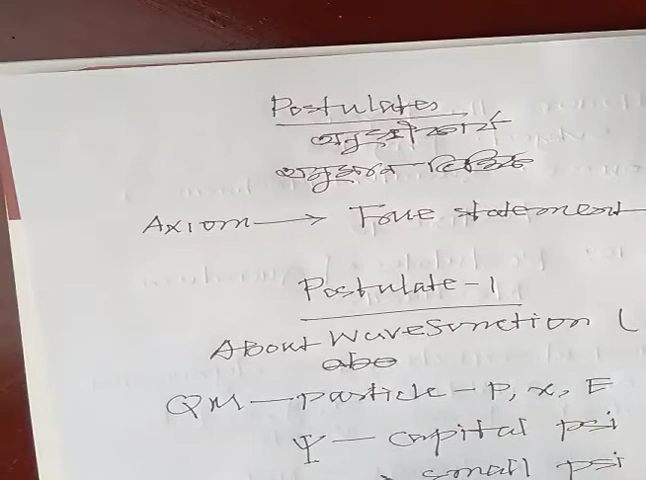 Postulates
Axiom → True statement
Postulate - 1
About Wavefunction (
QM — particle — P, x, E
Ψ — capital psi
small psi